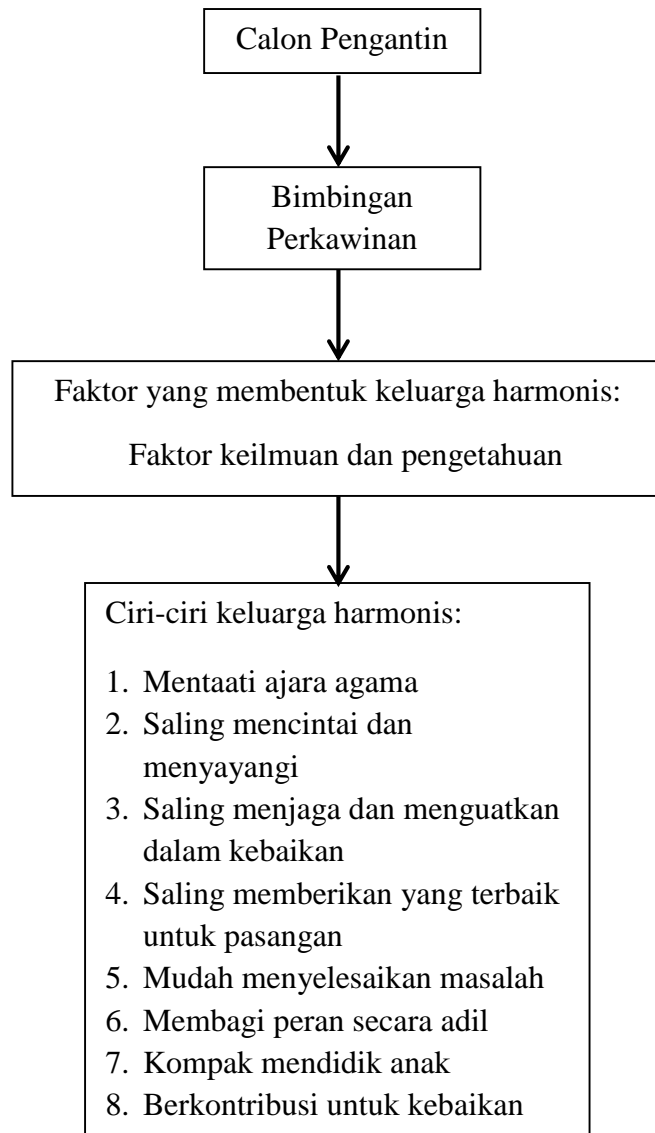 Calon Pengantin
Bimbingan
Perkawinan
Faktor yang membentuk keluarga harmonis:
Faktor keilmuan dan pengetahuan
Ciri-ciri keluarga harmonis:
1. Mentaati ajara agama
2. Saling mencintai dan
menyayangi
3. Saling menjaga dan menguatkan
dalam kebaikan
4. Saling memberikan yang terbaik
untuk pasangan
5. Mudah menyelesaikan masalah
6. Membagi peran secara adil
7. Kompak mendidik anak
8. Berkontribusi untuk kebaikan